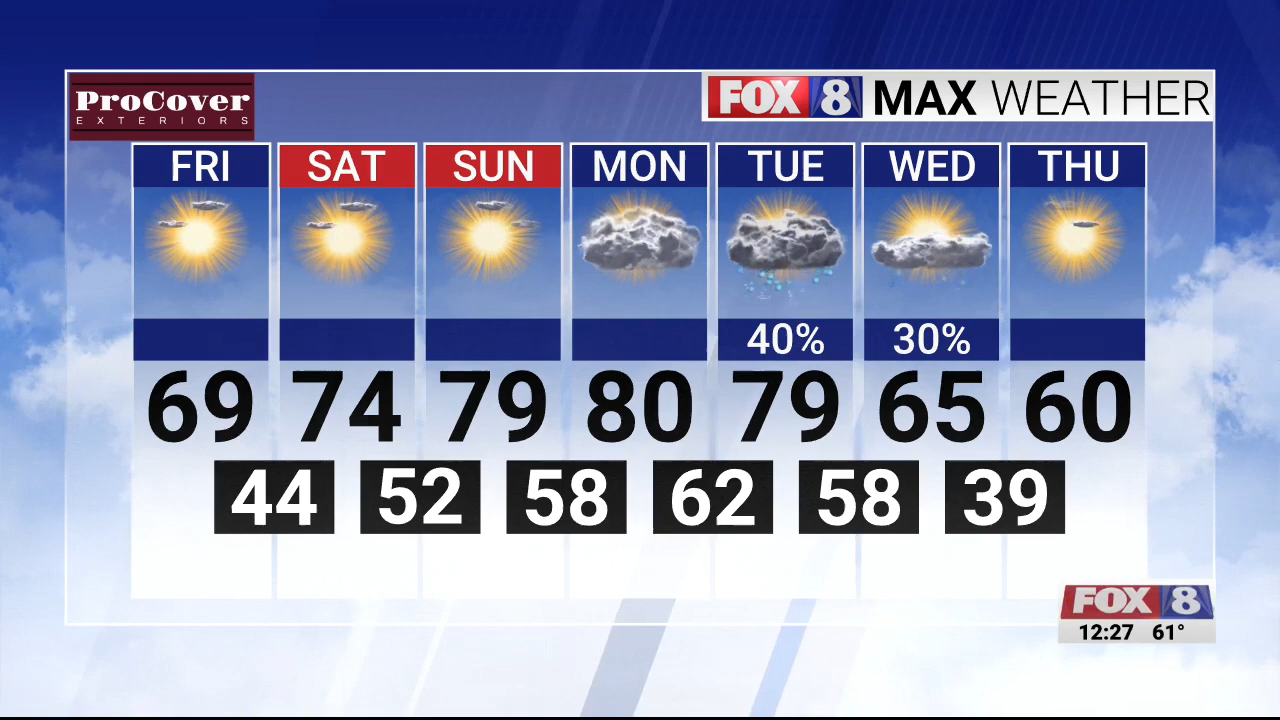 ProCover
EXTERIORS
FOX 8 MAX WEATHER
FRI SAT SUN MON TUE WED THU
40% 30%
69 74 79 80 79 65 60
44 52 58 62 58 39
FOX 8
12:27 61°